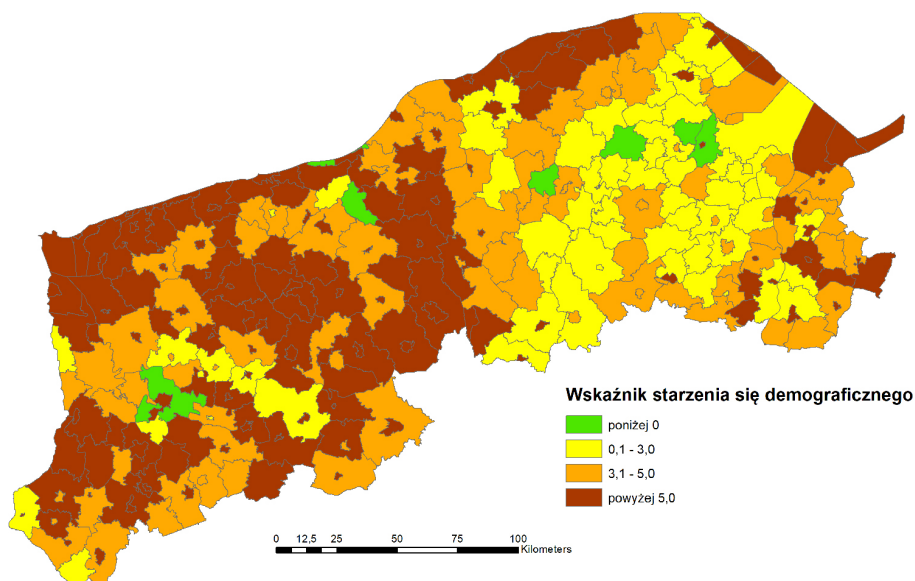 Wskaźnik starzenia się demograficznego
poniżej 0
0,1 - 3,0
3,1 - 5,0
powyżej 5,0
0 12,5 25 50 75 100
Kilometers